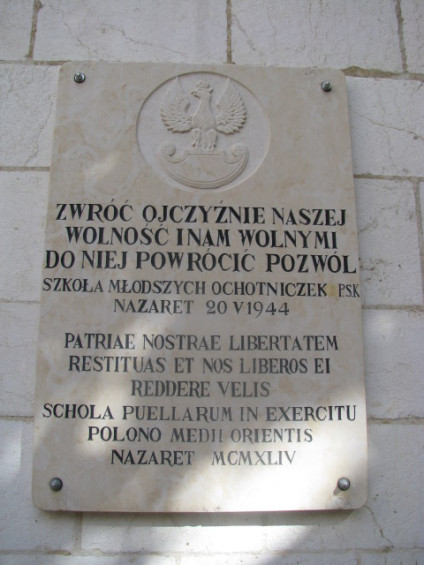 ZWRÓĆ OJCZYŹNIE NASZEJ
WOLNOŚĆ I NAM WOLNYMI
DO NIEJ POWRÓCIĆ POZWÓL
SZKOŁA MŁODSZYCH OCHOTNICZEK PSK
NAZARET 20 V 1944
PATRIAE NOSTRAE LIBERTATEM
RESTITUAS ET NOS LIBEROS EI
REDDERE VELIS
SCHOLA PUELLARUM IN EXERCITU
POLONO MEDII ORIENTIS
NAZARET MCMXLIV